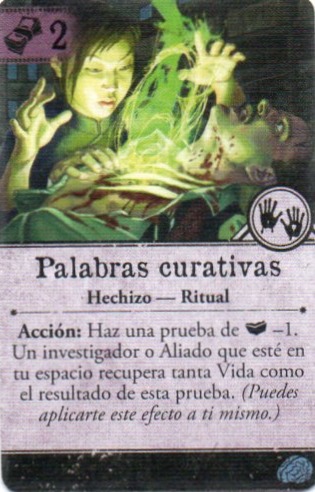 2
Palabras curativas
Hechizo — Ritual
Acción: Haz una prueba de –1.
Un investigador o Aliado que esté en
tu espacio recupera tanta Vida como
el resultado de esta prueba. (Puedes
aplicarte este efecto a ti mismo.)